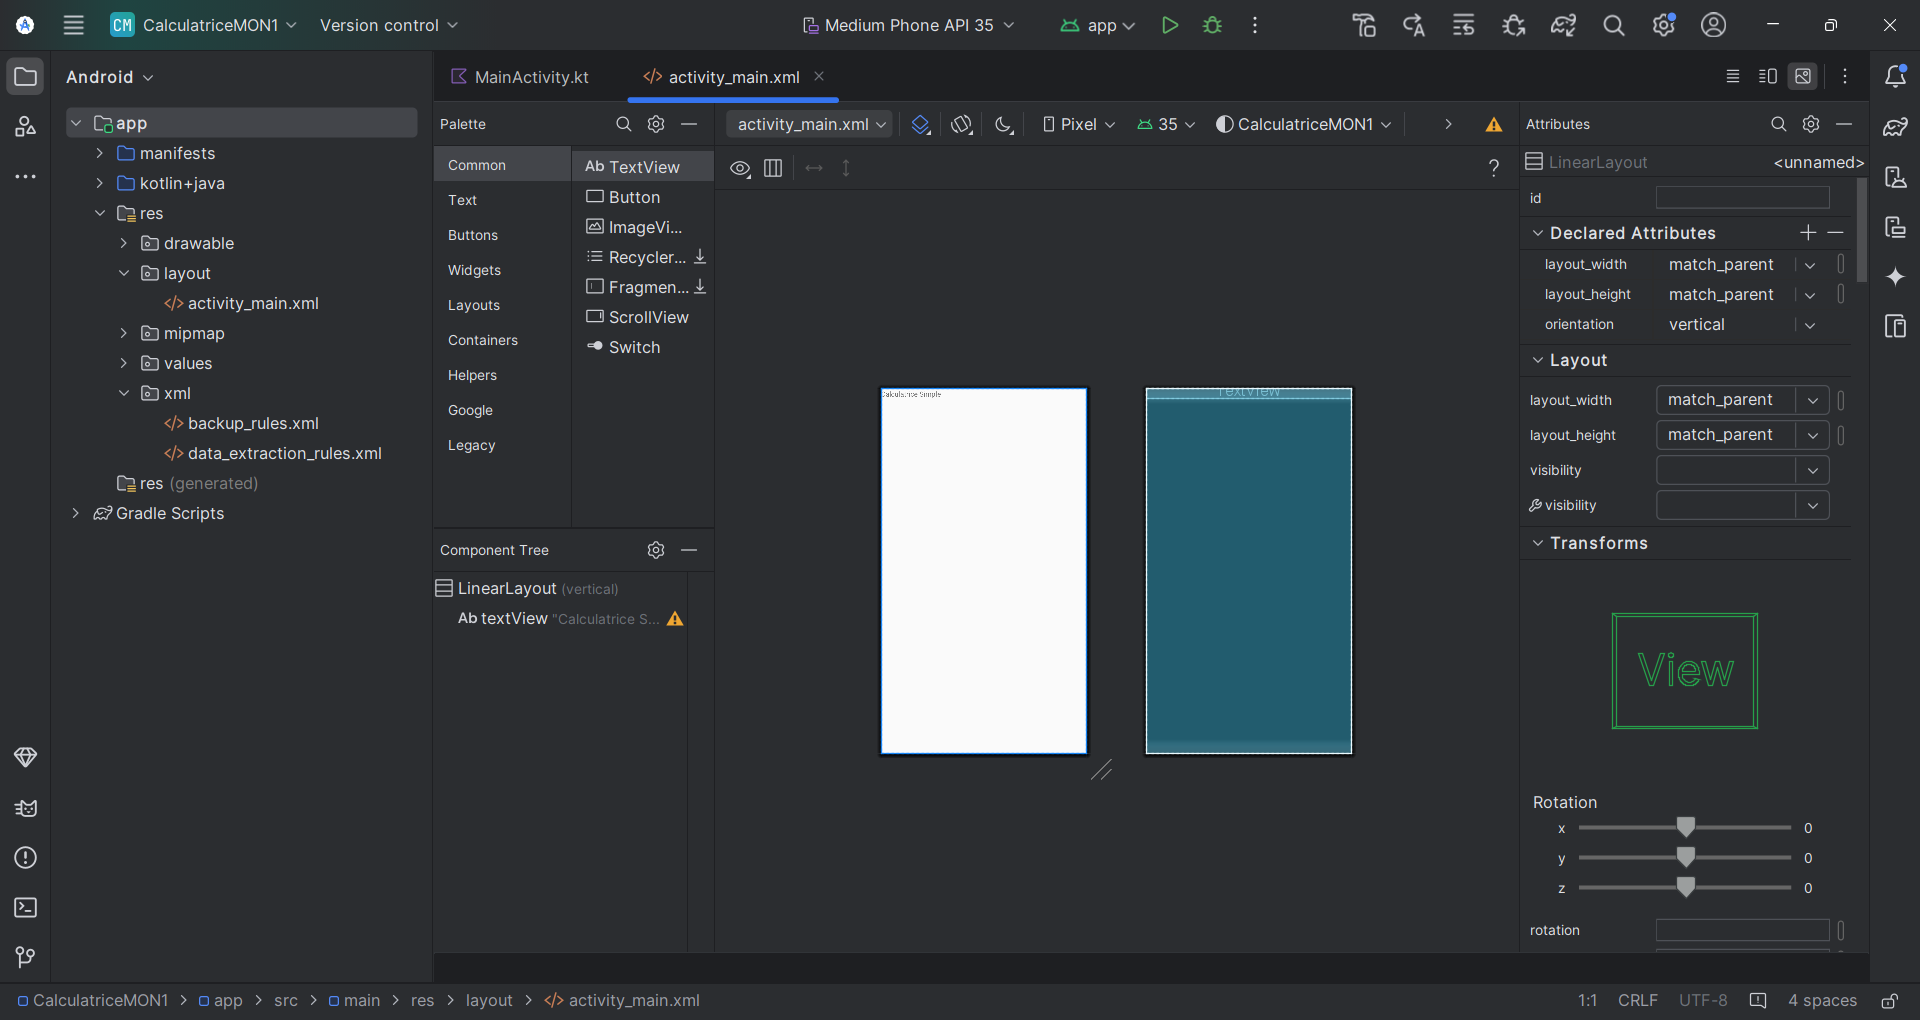 CM CalculatriceMON1 Version control Medium Phone API 35 app
Android
app
manifests
kotlin+java
res
drawable
layout
activity_main.xml
mipmap
values
xml
backup_rules.xml
data_extraction_rules.xml
res (generated)
Gradle Scripts
MainActivity.kt activity_main.xml
Palette
Common
Text
Buttons
Widgets
Layouts
Containers
Helpers
Google
Legacy
Ab TextView
Button
ImageVi...
Recycler...
Fragmen...
ScrollView
Switch
Component Tree
LinearLayout (vertical)
Ab textView "Calculatrice S...
activity_main.xml Pixel 35 CalculatriceMON1
?
Calculatrice Simple
TextView
Attributes
LinearLayout <unnamed>
id
Declared Attributes
layout_width match_parent
layout_height match_parent
orientation vertical
Layout
layout_width match_parent
layout_height match_parent
visibility
visibility
Transforms
View
Rotation
x 0
y 0
z 0
rotation
CalculatriceMON1 app src main res layout activity_main.xml
1:1 CRLF UTF-8 4 spaces